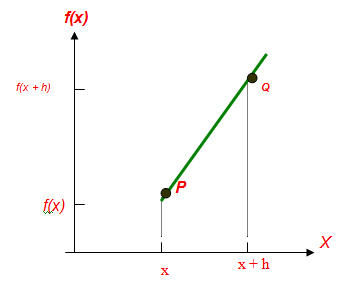 f(x)
f(x + h)
Q
P
f(x)
X
x
x + h